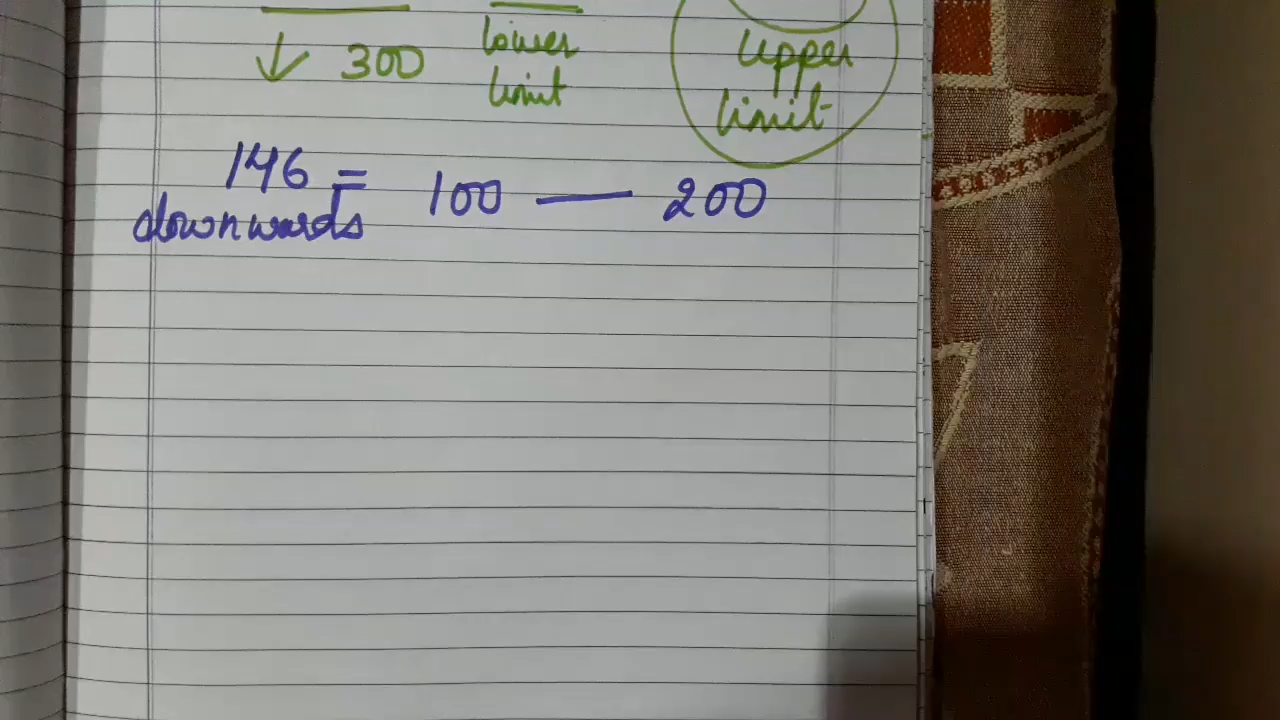 ↓ 300 lower limit upper limit
146 = 100 — 200
downwards